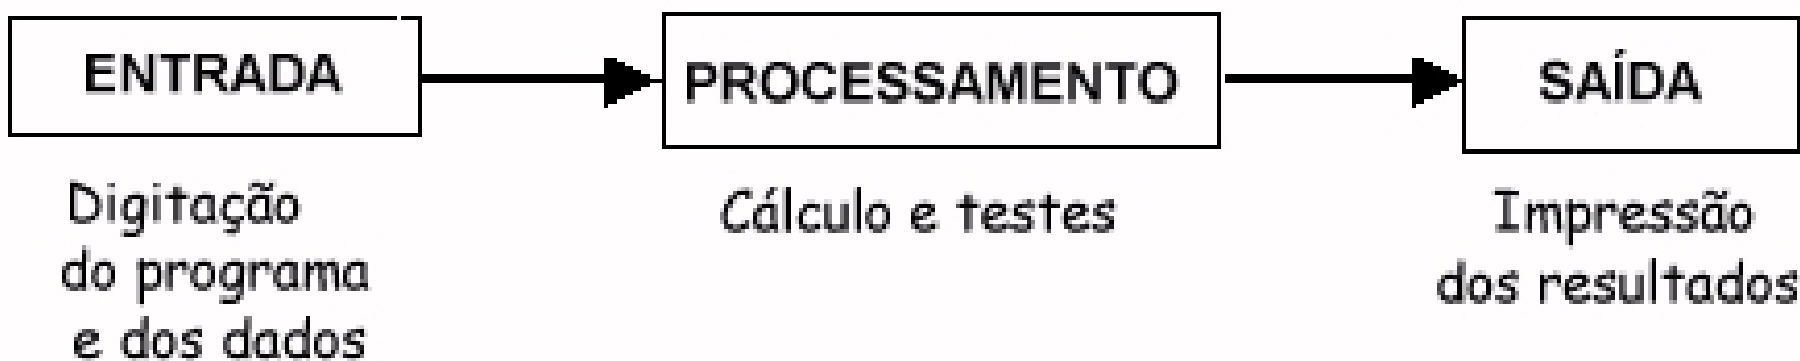 ENTRADA
PROCESSAMENTO
SAÍDA
Digitação
do programa
e dos dados
Cálculo e testes
Impressão
dos resultados